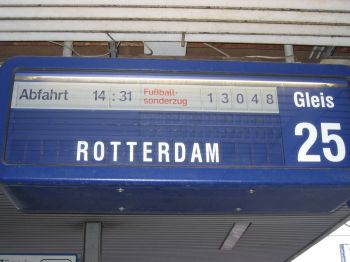 Abfahrt 14:31 Fußball-
sonderzug 13048 Gleis
25
ROTTERDAM